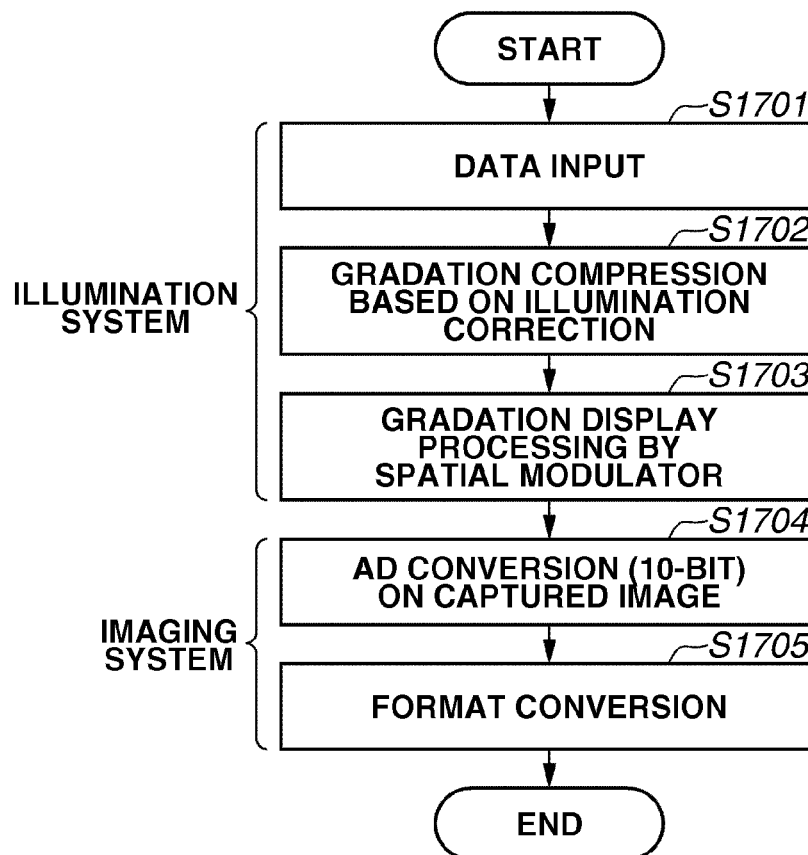 START
S1701
DATA INPUT
S1702
GRADATION COMPRESSION
BASED ON ILLUMINATION
CORRECTION
ILLUMINATION
SYSTEM
S1703
GRADATION DISPLAY
PROCESSING BY
SPATIAL MODULATOR
S1704
AD CONVERSION (10-BIT)
ON CAPTURED IMAGE
IMAGING
SYSTEM
S1705
FORMAT CONVERSION
END